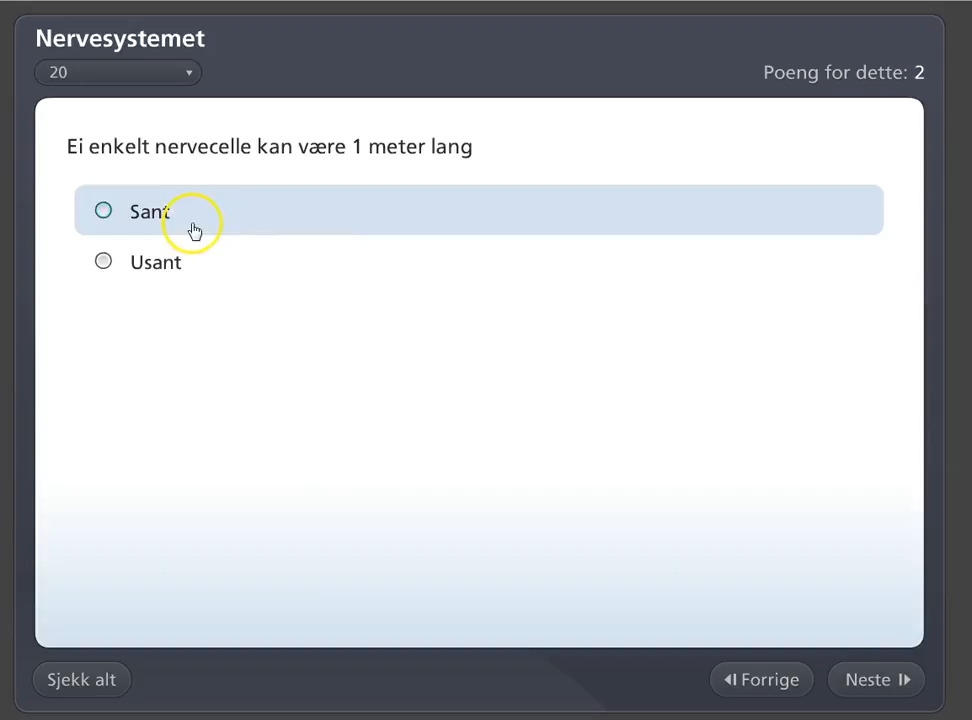 Nervesystemet
20
Poeng for dette: 2
Ei enkelt nervecelle kan være 1 meter lang
Sant
Usant
Sjekk alt
Forrige
Neste